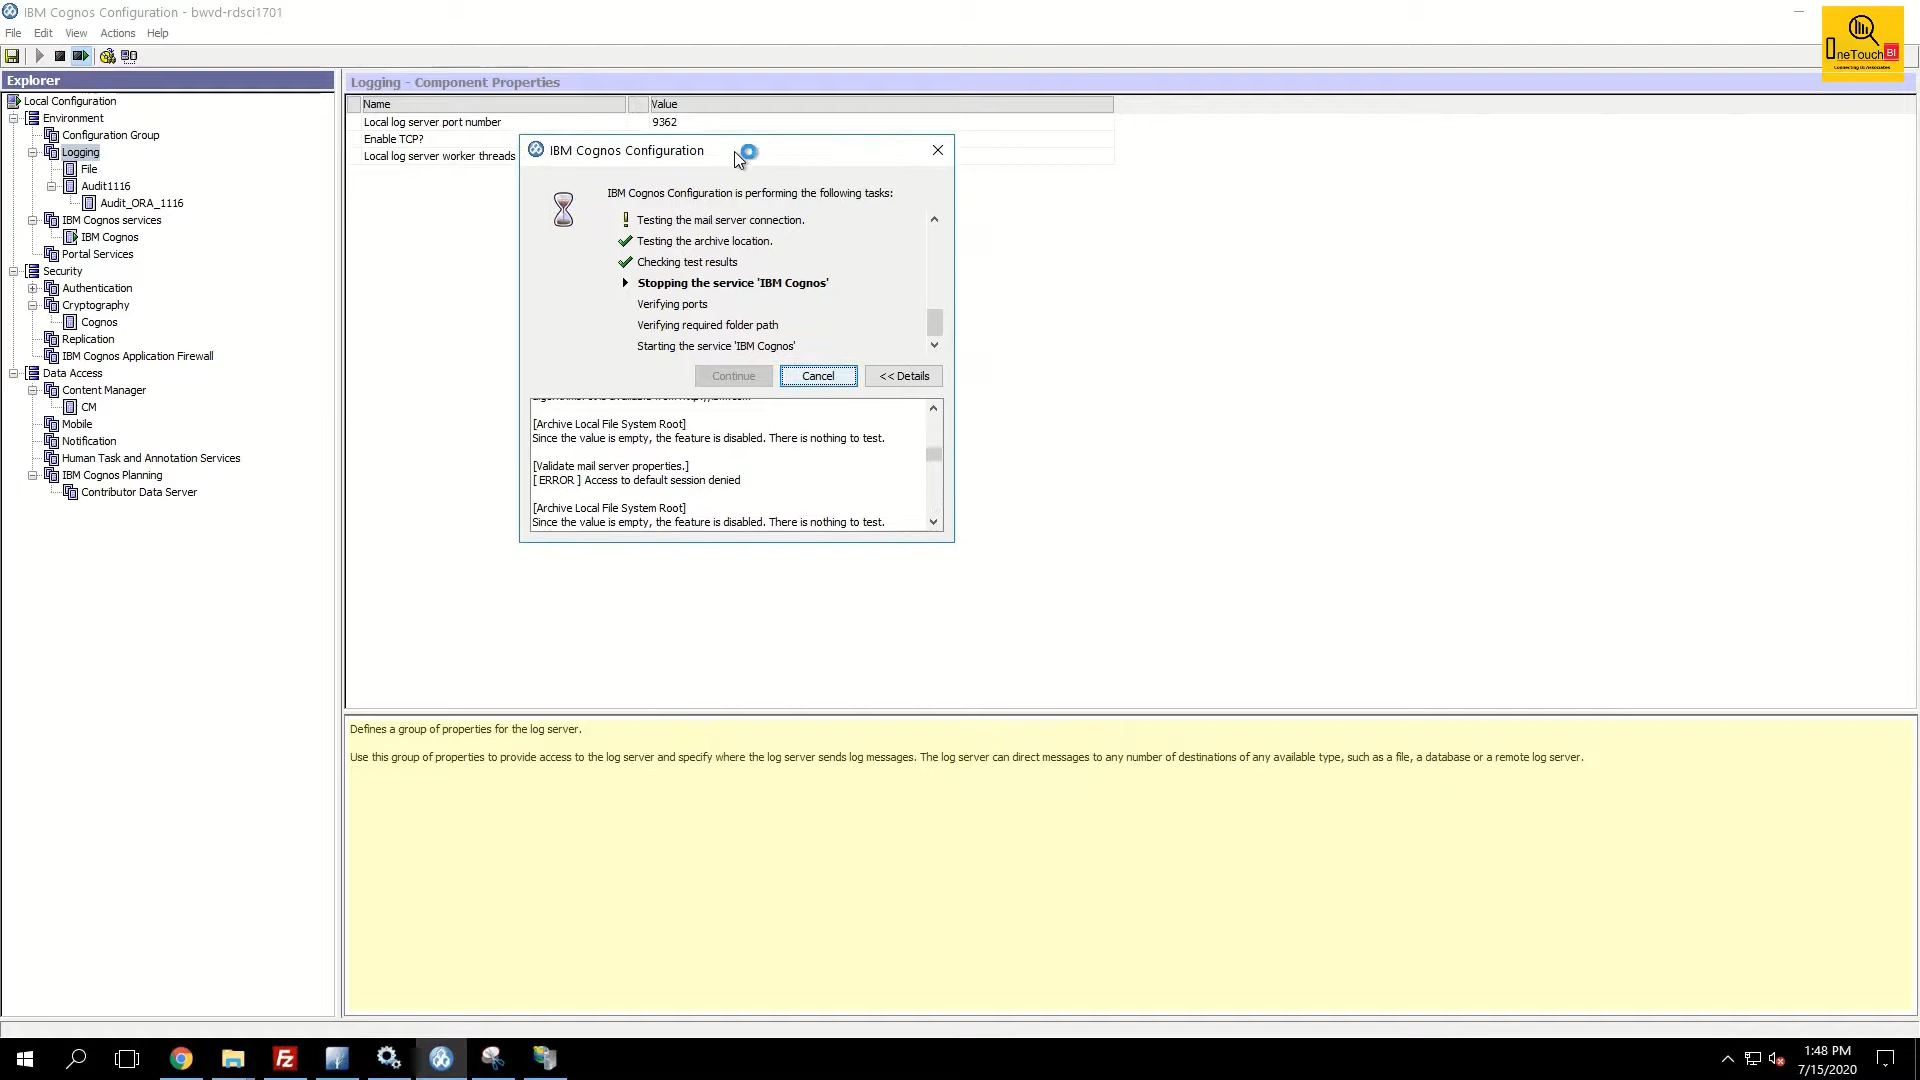 IBM Cognos Configuration - bwvd-rdsci1701
File Edit View Actions Help
OneTouch BI
Connecting BI Associates
Explorer
Local Configuration
Environment
Configuration Group
Logging
File
Audit1116
Audit_ORA_1116
IBM Cognos services
IBM Cognos
Portal Services
Security
Authentication
Cryptography
Cognos
Replication
IBM Cognos Application Firewall
Data Access
Content Manager
CM
Mobile
Notification
Human Task and Annotation Services
IBM Cognos Planning
Contributor Data Server
Logging - Component Properties
Name Value
Local log server port number 9362
Enable TCP?
Local log server worker threads
IBM Cognos Configuration
IBM Cognos Configuration is performing the following tasks:
Testing the mail server connection.
Testing the archive location.
Checking test results
Stopping the service 'IBM Cognos'
Verifying ports
Verifying required folder path
Starting the service 'IBM Cognos'
Continue Cancel << Details
[Archive Local File System Root]
Since the value is empty, the feature is disabled. There is nothing to test.
[Validate mail server properties.]
[ ERROR ] Access to default session denied
[Archive Local File System Root]
Since the value is empty, the feature is disabled. There is nothing to test.
Defines a group of properties for the log server.
Use this group of properties to provide access to the log server and specify where the log server sends log messages. The log server can direct messages to any number of destinations of any available type, such as a file, a database or a remote log server.
1:48 PM
7/15/2020